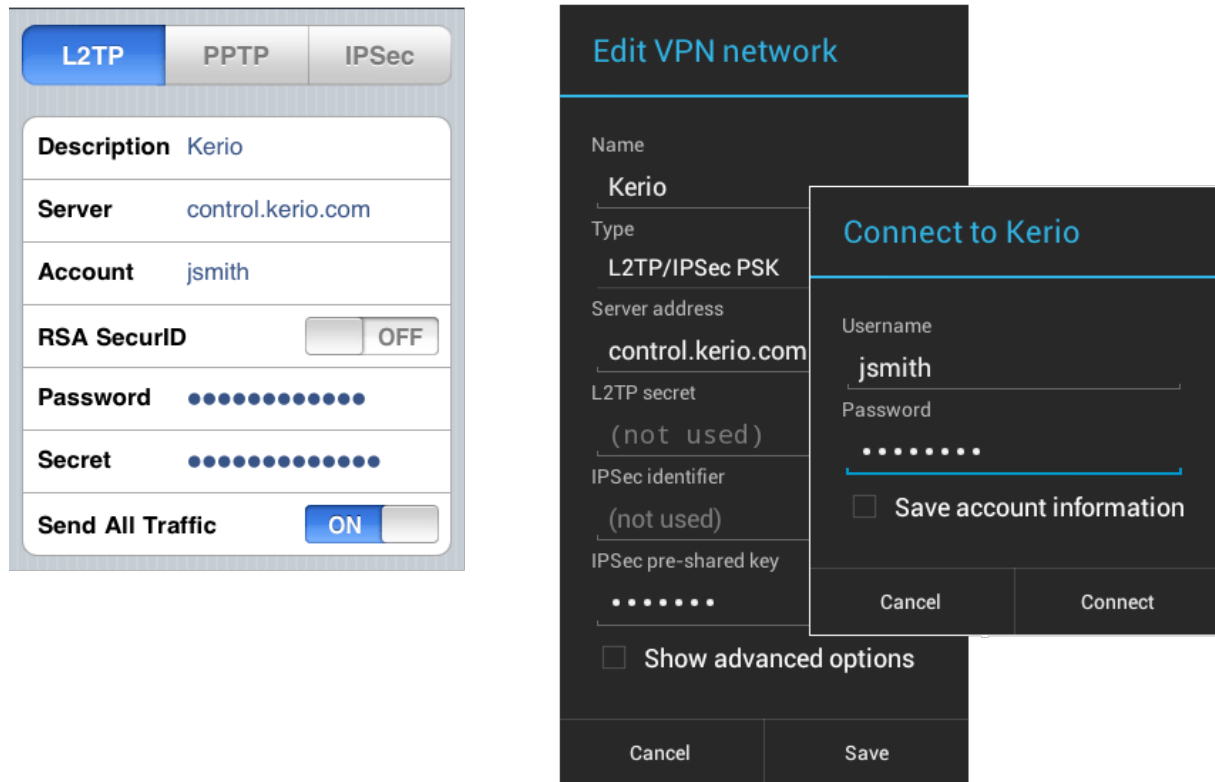 L2TP PPTP IPSec
Description Kerio
Server control.kerio.com
Account jsmith
RSA SecurID OFF
Password ●●●●●●●●●●●●
Secret ●●●●●●●●●●●●●
Send All Traffic ON
Edit VPN network
Name
Kerio
Type
L2TP/IPSec PSK
Server address
control.kerio.com
L2TP secret
(not used)
IPSec identifier
(not used)
IPSec pre-shared key
•••••••
Show advanced options
Cancel Save
Connect to Kerio
Username
jsmith
Password
••••••••
Save account information
Cancel Connect